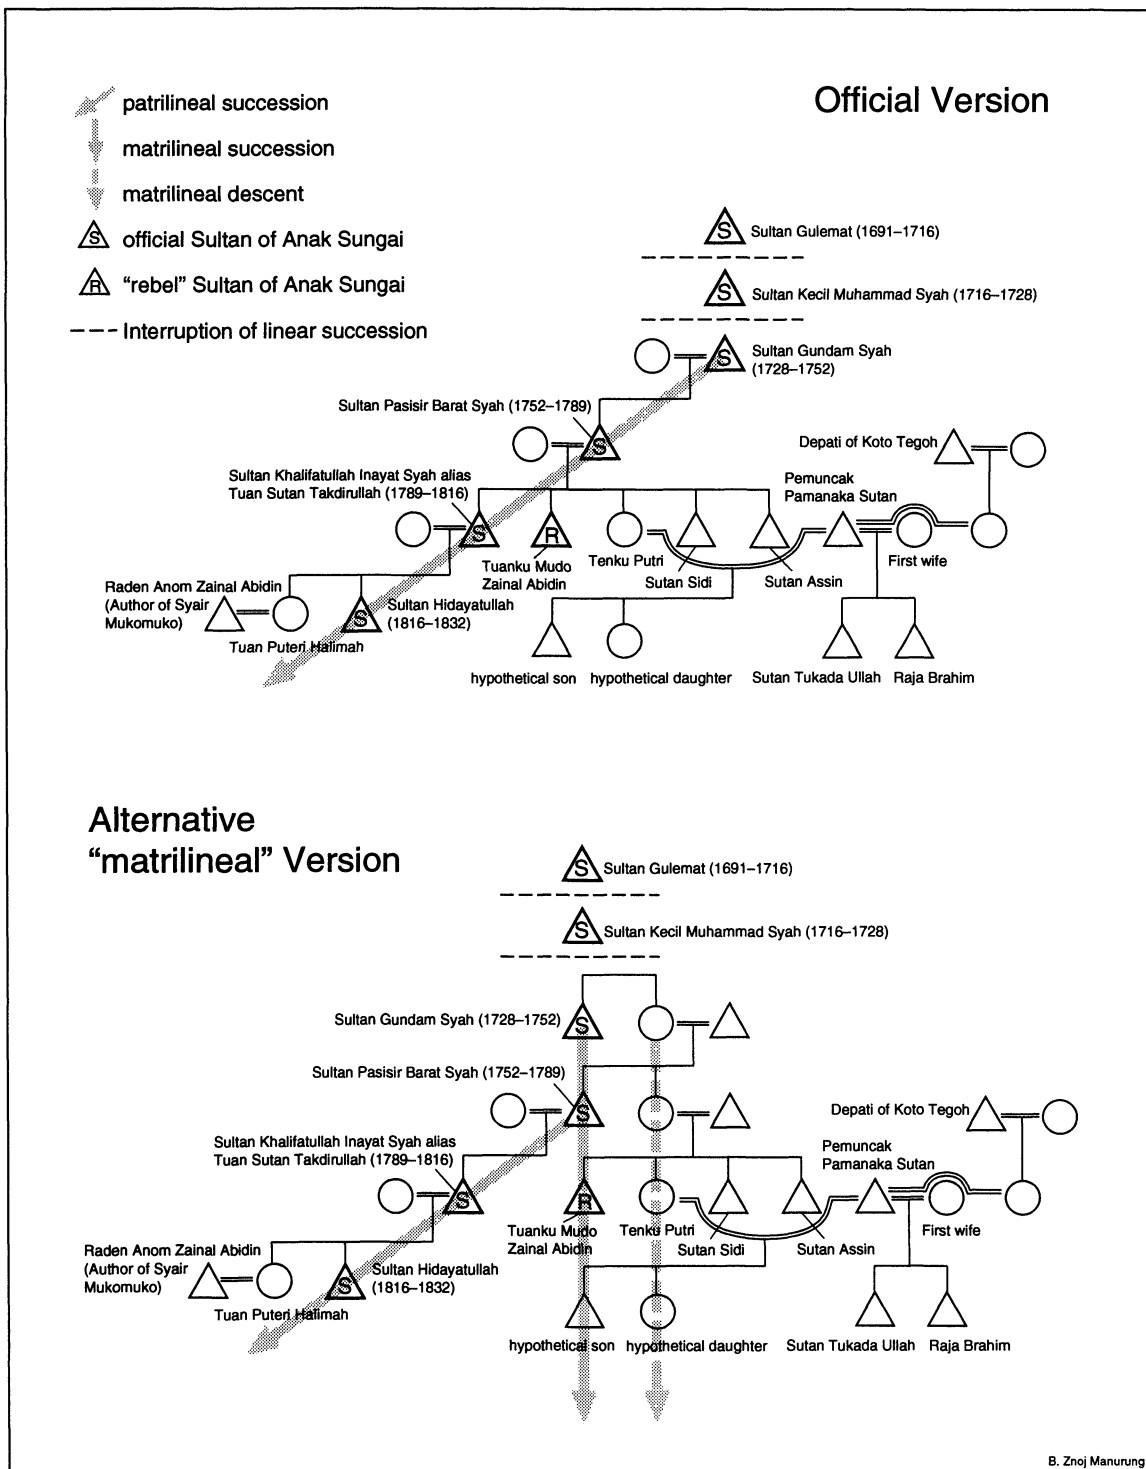 Official Version
patrilineal succession
matrilineal succession
matrilineal descent
S official Sultan of Anak Sungai
R "rebel" Sultan of Anak Sungai
Interruption of linear succession
S Sultan Gulemat (1691–1716)
S Sultan Kecil Muhammad Syah (1716–1728)
S Sultan Gundam Syah
(1728–1752)
Sultan Pasisir Barat Syah (1752–1789)
S
Depati of Koto Tegoh
Sultan Khalifatullah Inayat Syah alias
Tuan Sutan Takdirullah (1789–1816)
S
Pemuncak
Pamanaka Sutan
R
Tuanku Mudo
Zainal Abidin
Tenku Putri
Sutan Sidi
Sutan Assin
First wife
Raden Anom Zainal Abidin
(Author of Syair
Mukomuko)
Tuan Puteri Halimah
S
Sultan Hidayatullah
(1816–1832)
hypothetical son
hypothetical daughter
Sutan Tukada Ullah
Raja Brahim
Alternative
"matrilineal" Version
S Sultan Gulemat (1691–1716)
S Sultan Kecil Muhammad Syah (1716–1728)
Sultan Gundam Syah (1728–1752) S
Sultan Pasisir Barat Syah (1752–1789)
S
Depati of Koto Tegoh
Sultan Khalifatullah Inayat Syah alias
Tuan Sutan Takdirullah (1789–1816)
S
Pemuncak
Pamanaka Sutan
R
Tuanku Mudo
Zainal Abidin
Tenku Putri
Sutan Sidi
Sutan Assin
First wife
Raden Anom Zainal Abidin
(Author of Syair
Mukomuko)
Tuan Puteri Halimah
S
Sultan Hidayatullah
(1816–1832)
hypothetical son
hypothetical daughter
Sutan Tukada Ullah
Raja Brahim
B. Znoj Manurung